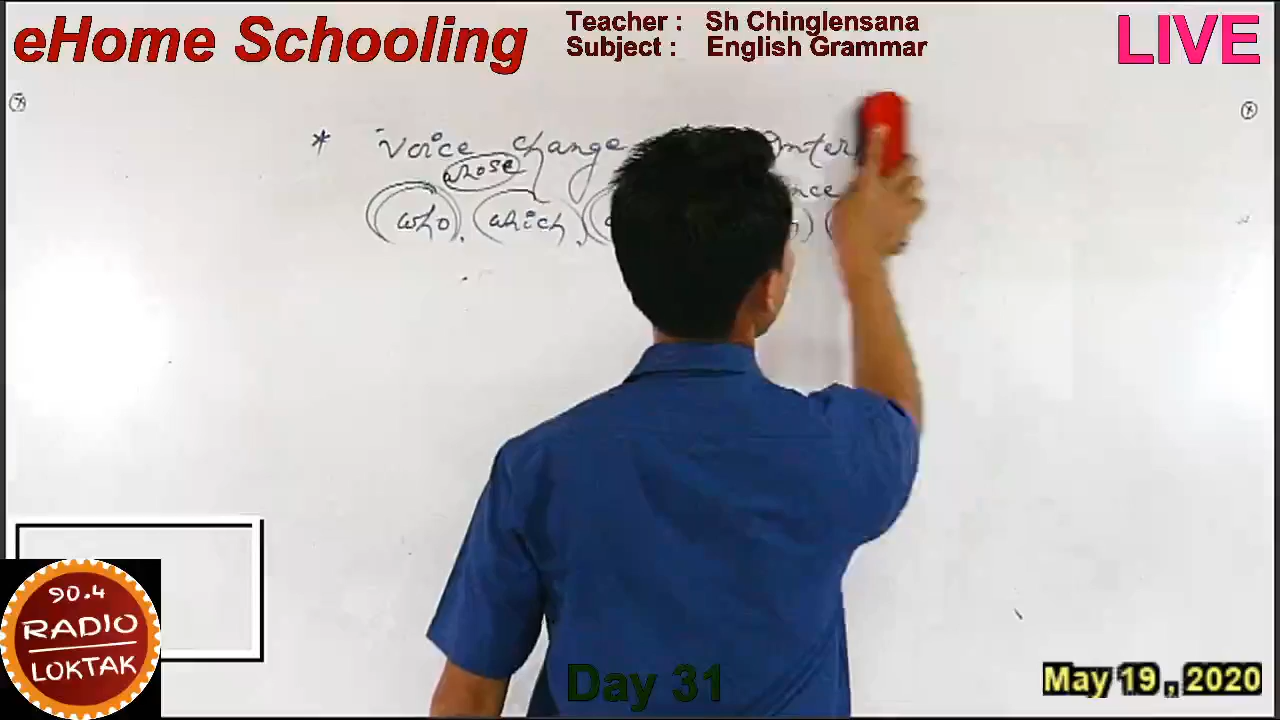 eHome Schooling
Teacher : Sh Chinglensana
Subject : English Grammar
LIVE
* Voice change
whose
who, which,
90.4
RADIO
LOKTAK
Day 31
May 19 , 2020